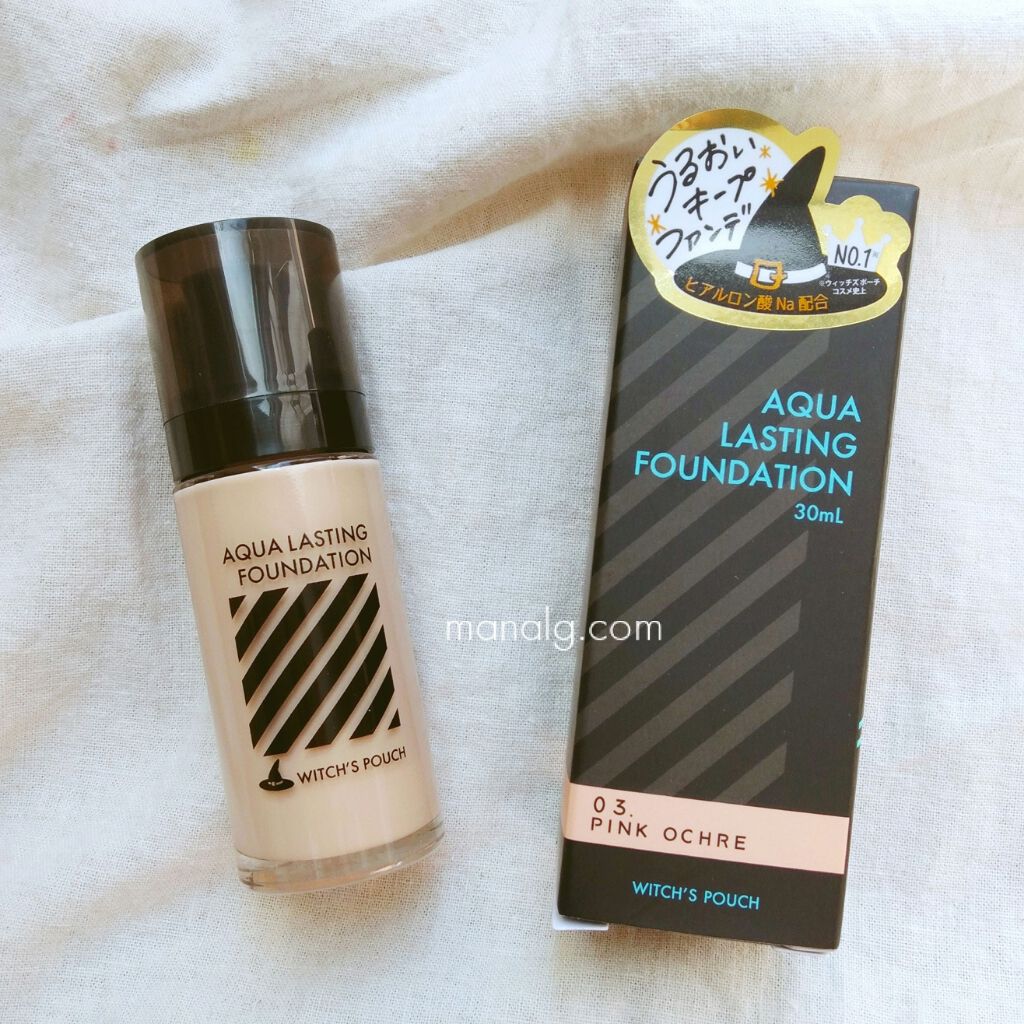 AQUA LASTING
FOUNDATION
WITCH'S POUCH
manalg.com
うるおい
キープ
ファンデ
NO.1※
※ウィッチズポーチ
コスメ史上
ヒアルロン酸Na配合
AQUA
LASTING
FOUNDATION
30mL
03.
PINK OCHRE
WITCH'S POUCH